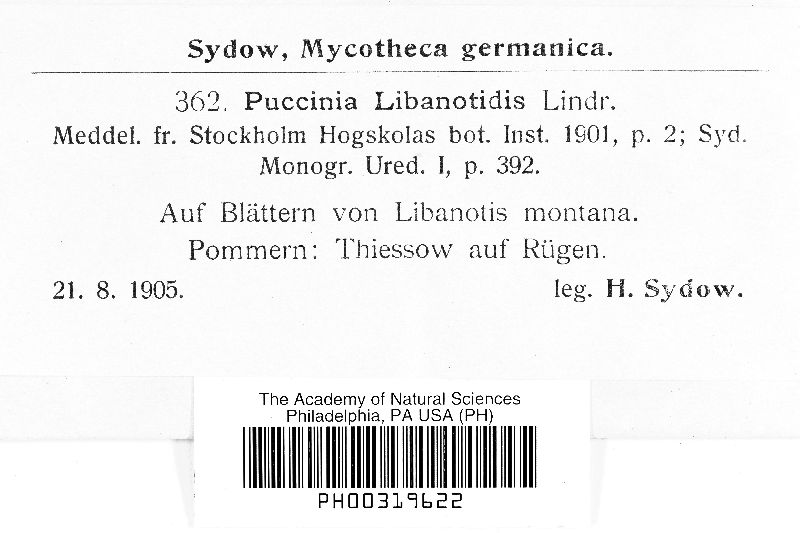 Sydow, Mycotheca germanica.
362. Puccinia Libanotidis Lindr.
Meddel. fr. Stockholm Hogskolas bot. Inst. 1901, p. 2; Syd.
Monogr. Ured. I, p. 392.
Auf Blättern von Libanotis montana.
Pommern: Thiessow auf Rügen.
21. 8. 1905. leg. H. Sydow.
The Academy of Natural Sciences
Philadelphia, PA USA (PH)
PH00319622